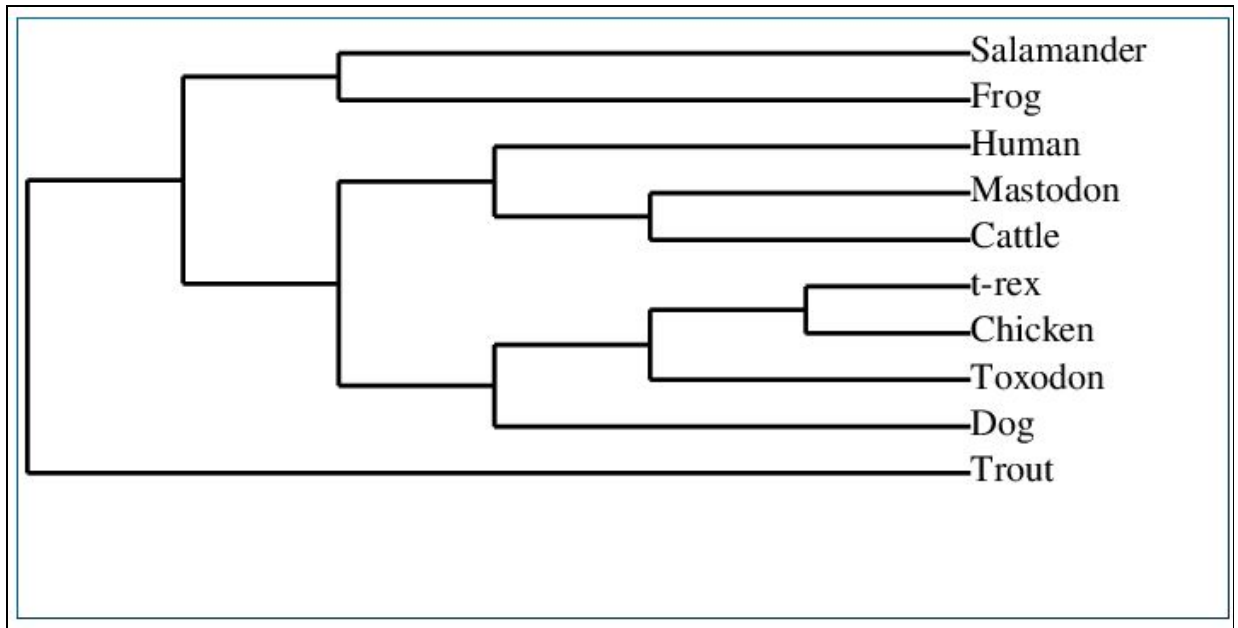 Salamander
Frog
Human
Mastodon
Cattle
t-rex
Chicken
Toxodon
Dog
Trout